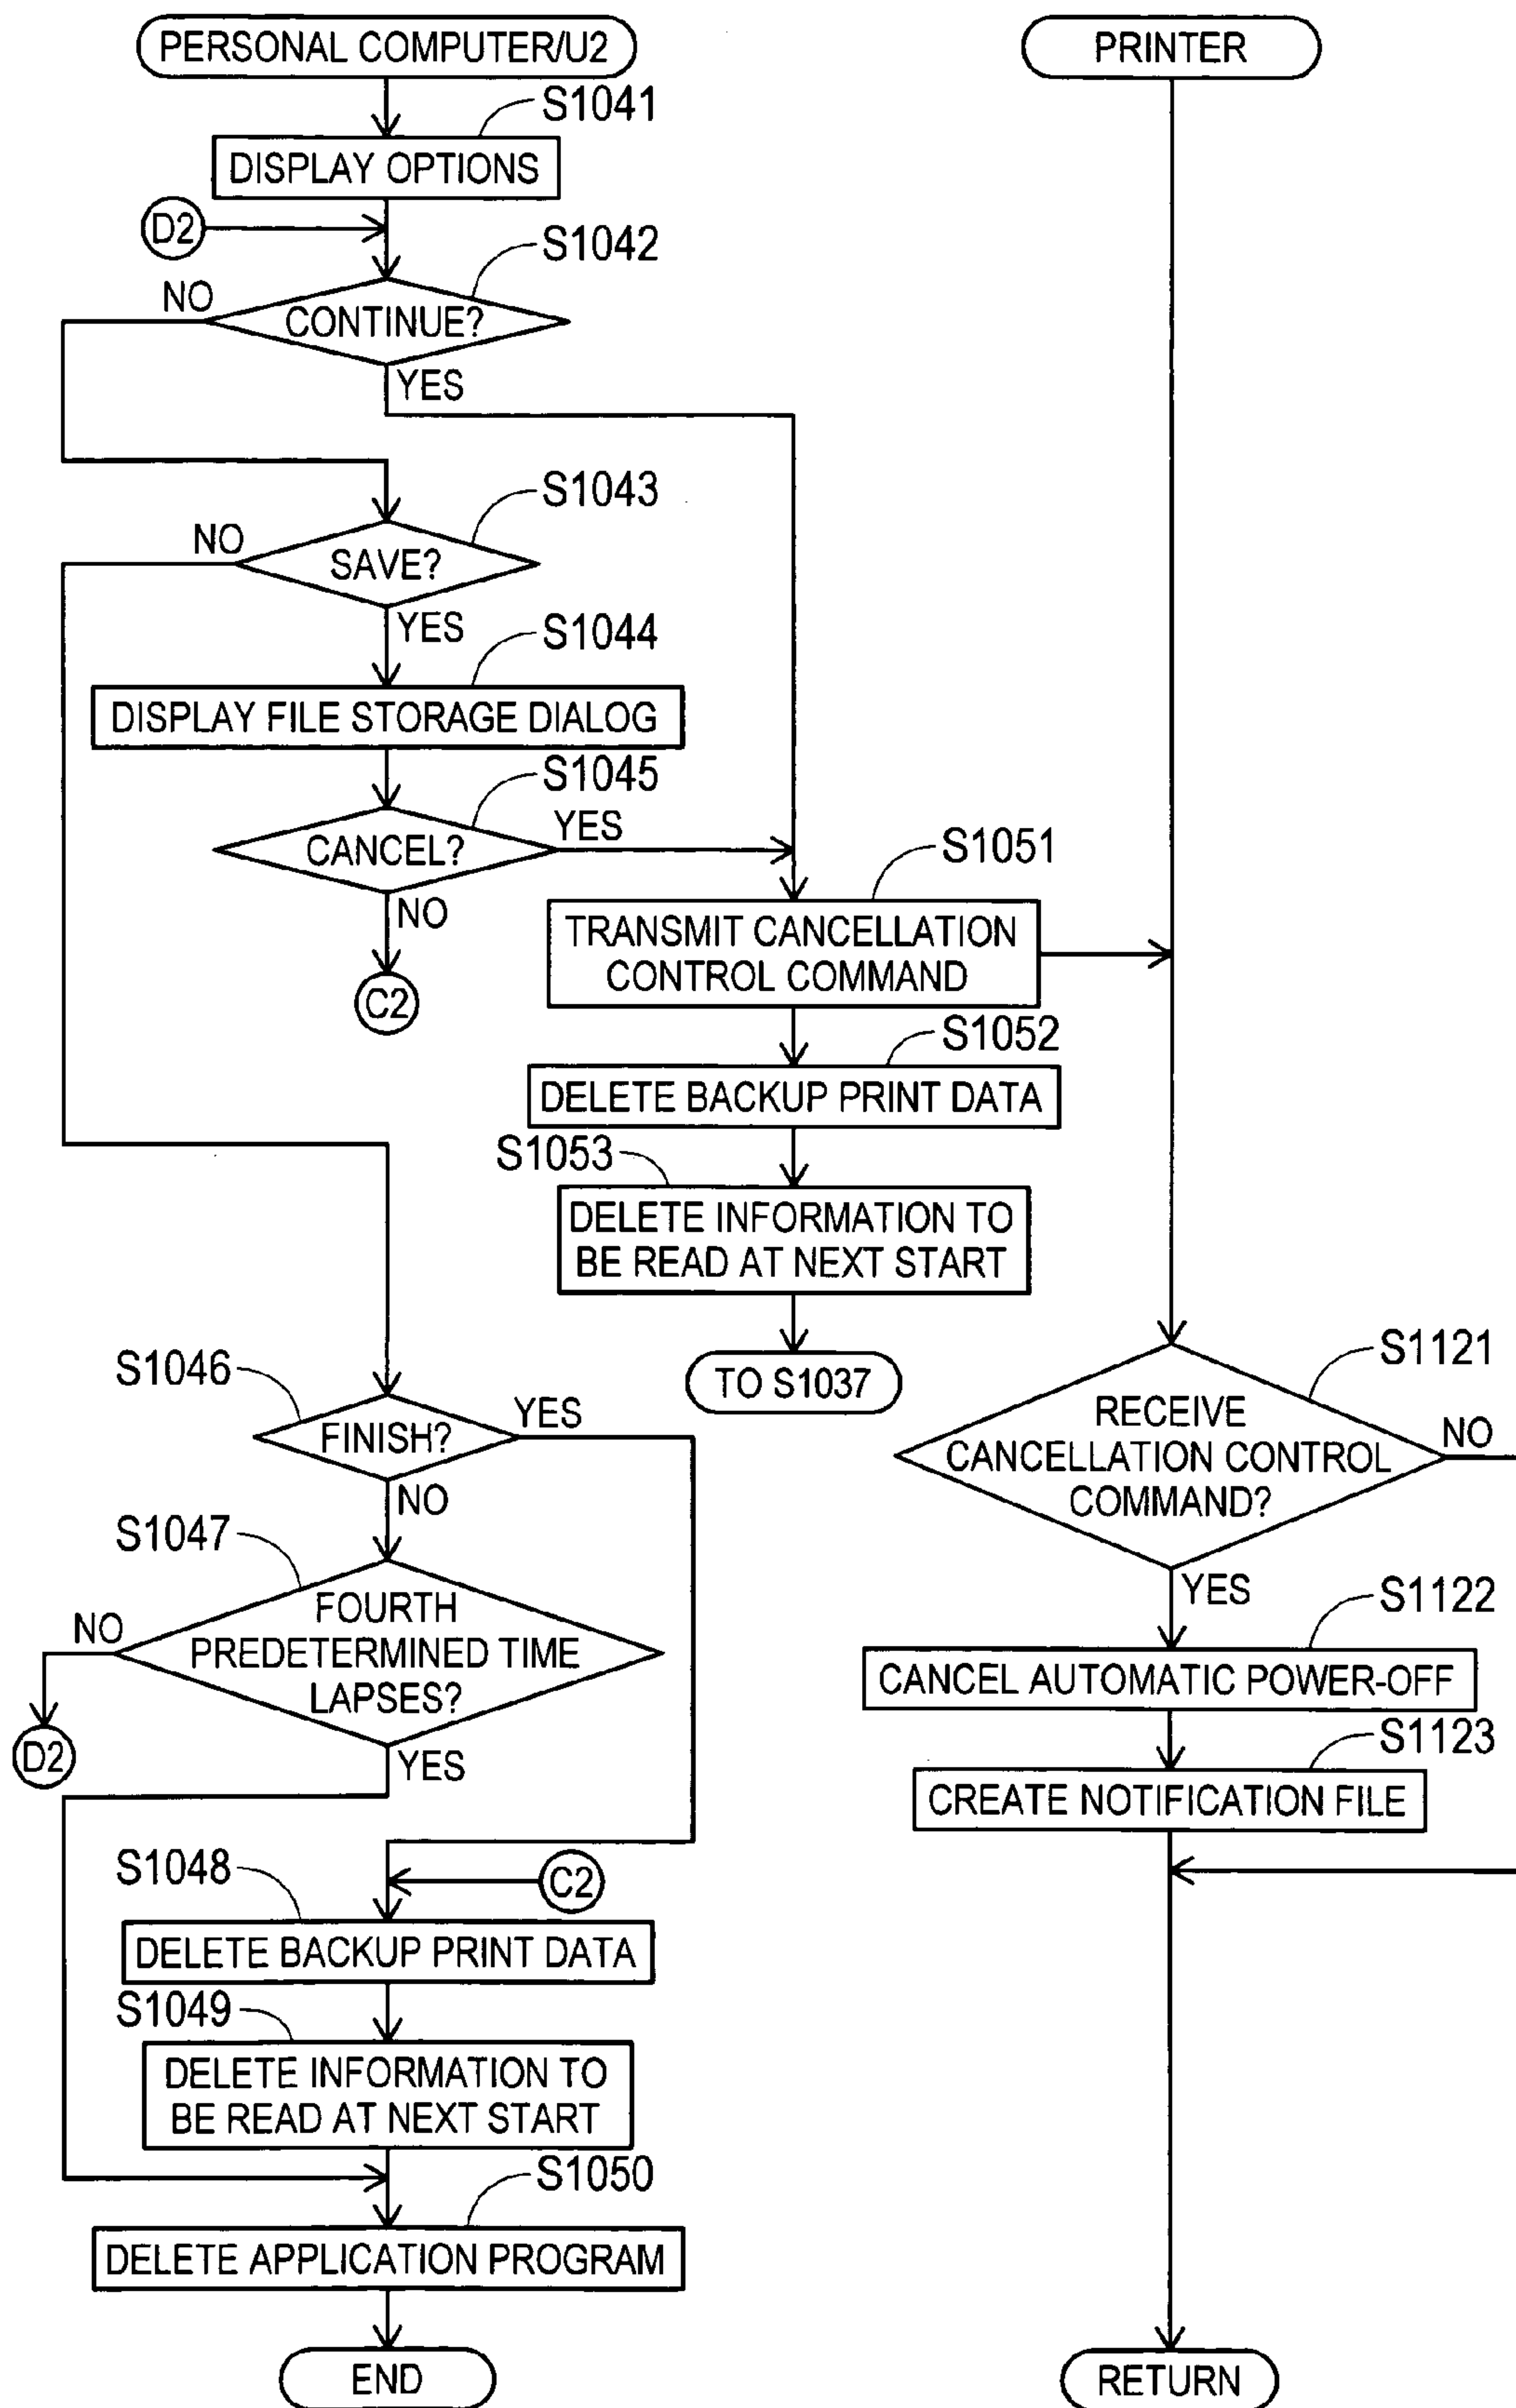 PERSONAL COMPUTER/U2
S1041
DISPLAY OPTIONS
D2
S1042
NO
CONTINUE?
YES
S1043
NO
SAVE?
YES
S1044
DISPLAY FILE STORAGE DIALOG
S1045
YES
CANCEL?
NO
C2
S1051
TRANSMIT CANCELLATION
CONTROL COMMAND
S1052
DELETE BACKUP PRINT DATA
S1053
DELETE INFORMATION TO
BE READ AT NEXT START
TO S1037
S1046
YES
FINISH?
NO
S1047
NO
FOURTH
PREDETERMINED TIME
LAPSES?
D2
YES
S1048
C2
DELETE BACKUP PRINT DATA
S1049
DELETE INFORMATION TO
BE READ AT NEXT START
S1050
DELETE APPLICATION PROGRAM
END
PRINTER
S1121
RECEIVE
CANCELLATION CONTROL
COMMAND?
NO
YES
S1122
CANCEL AUTOMATIC POWER-OFF
S1123
CREATE NOTIFICATION FILE
RETURN